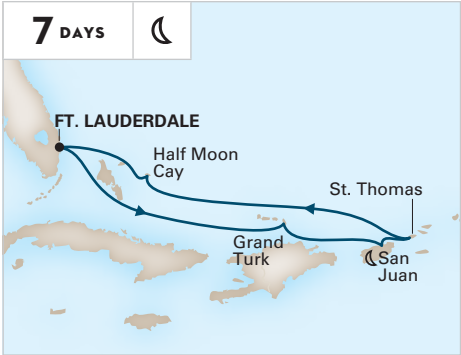 7 DAYS
FT. LAUDERDALE
Half Moon
Cay
St. Thomas
Grand
Turk
San
Juan